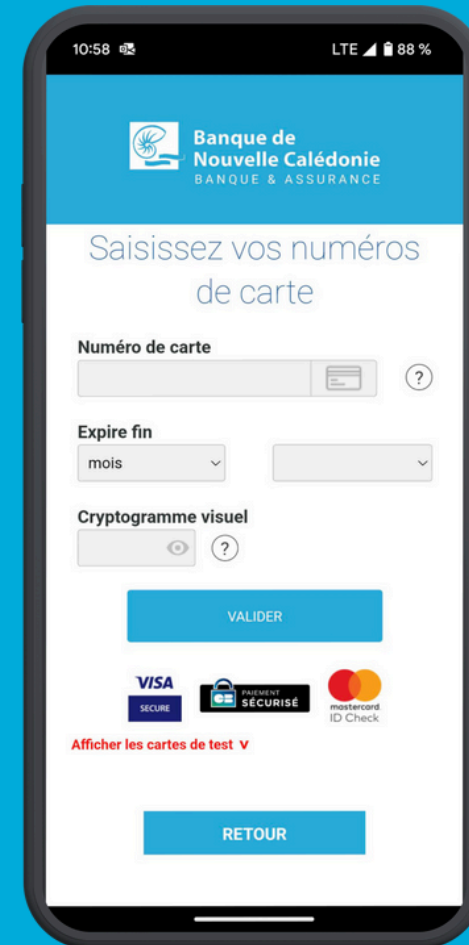 10:58 LTE 88 %
Banque de
Nouvelle Calédonie
BANQUE & ASSURANCE
Saisissez vos numéros
de carte
Numéro de carte
?
Expire fin
mois
Cryptogramme visuel
?
VALIDER
VISA
SECURE
CB
PAIEMENT
SÉCURISÉ
mastercard
ID Check
Afficher les cartes de test v
RETOUR